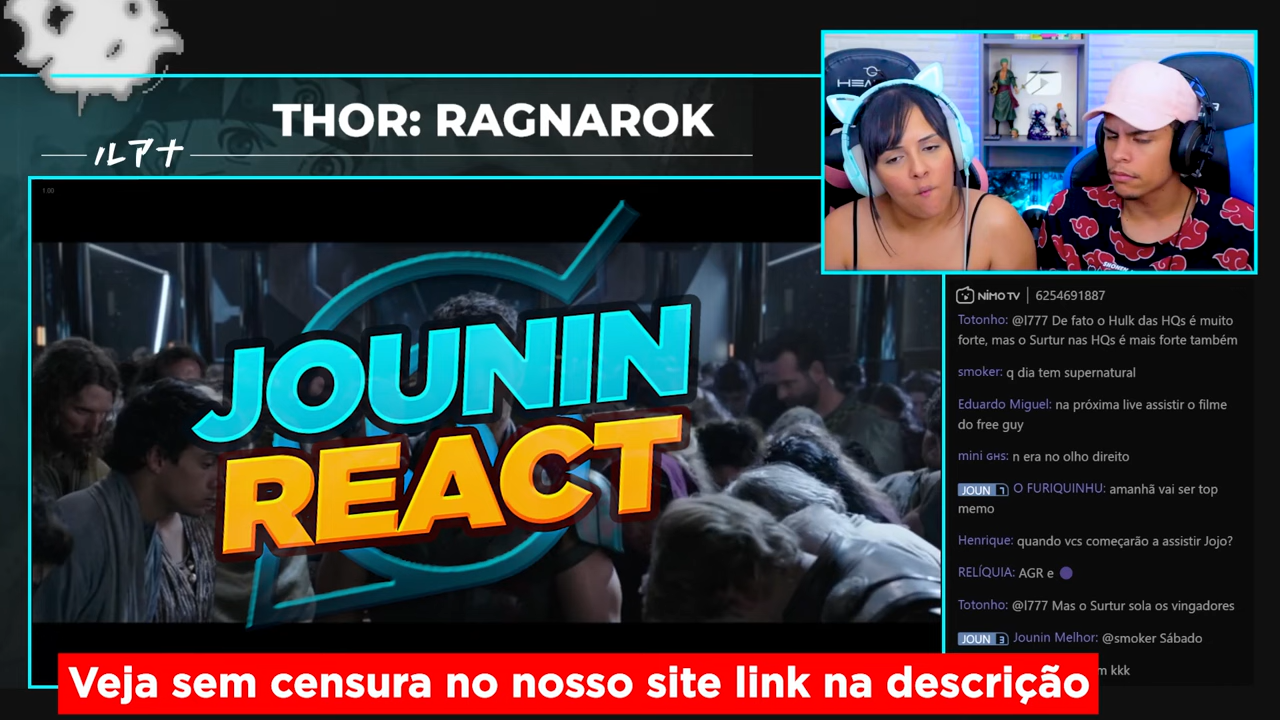 THOR: RAGNAROK
ルアナ
1.00
JOUNIN
REACT
NIMO TV | 6254691887
Totonho: @l777 De fato o Hulk das HQs é muito
forte, mas o Surtur nas HQs é mais forte também
smoker: q dia tem supernatural
Eduardo Miguel: na próxima live assistir o filme
do free guy
mini GHS: n era no olho direito
JOUN 1 O FURIQUINHU: amanhã vai ser top
memo
Henrique: quando vcs começarão a assistir Jojo?
RELÍQUIA: AGR e
Totonho: @l777 Mas o Surtur sola os vingadores
JOUN 3 Jounin Melhor: @smoker Sábado
kkk
Veja sem censura no nosso site link na descrição